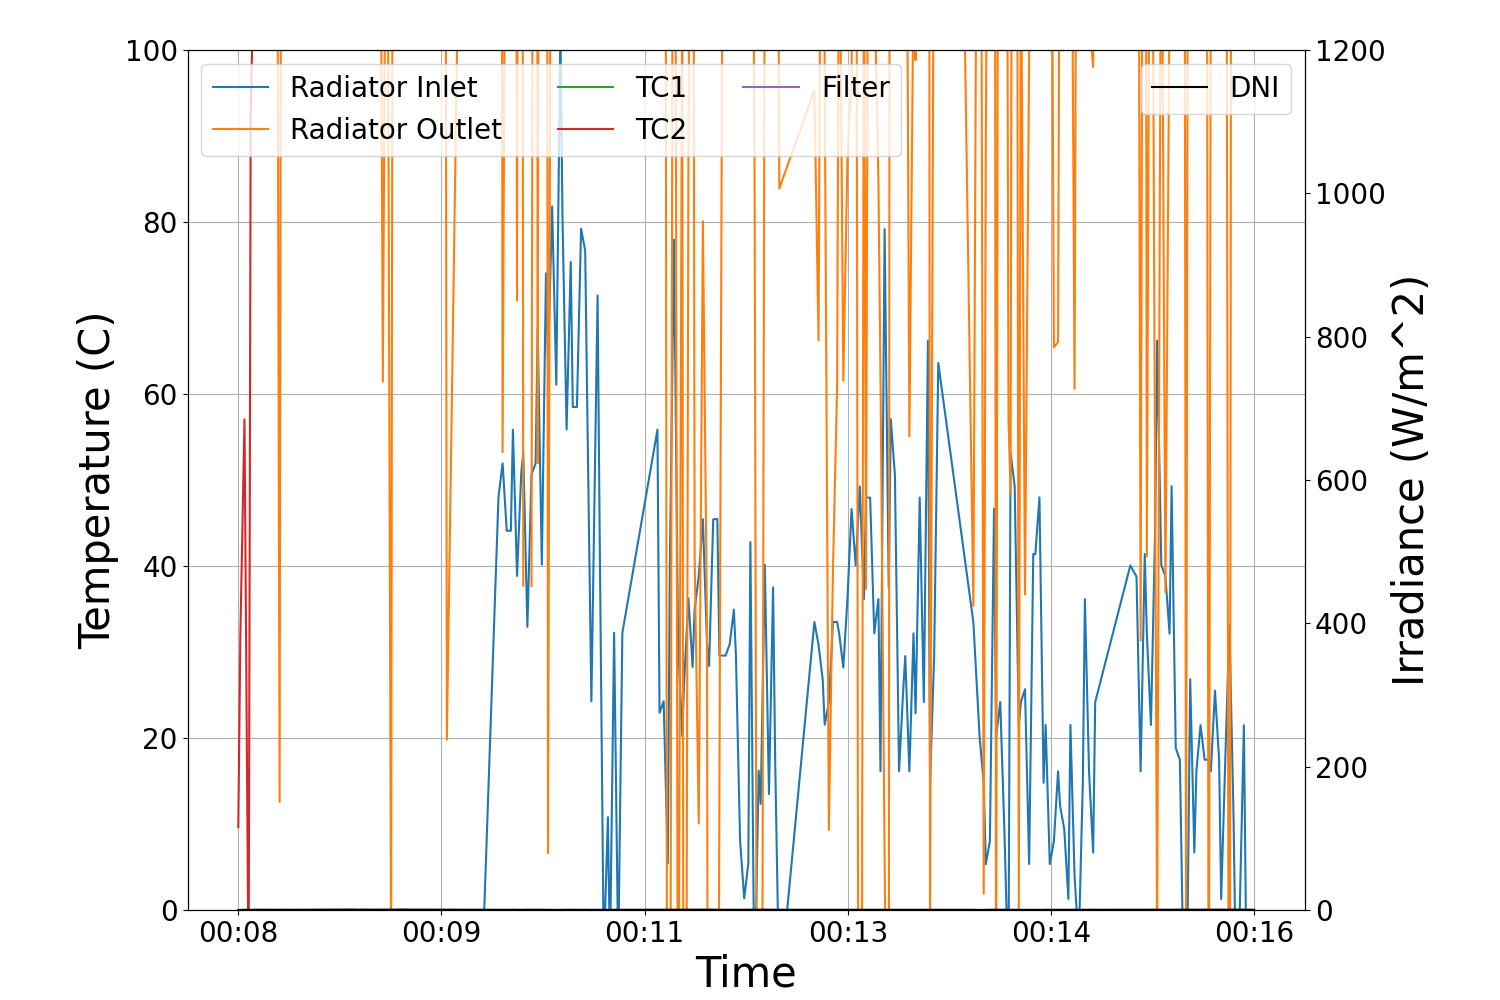 Radiator Inlet
Radiator Outlet
TC1
TC2
Filter
DNI
Temperature (C)
100
80
60
40
20
0
1200
1000
800
600
400
200
0
Irradiance (W/m^2)
00:08 00:09 00:11 00:13 00:14 00:16
Time